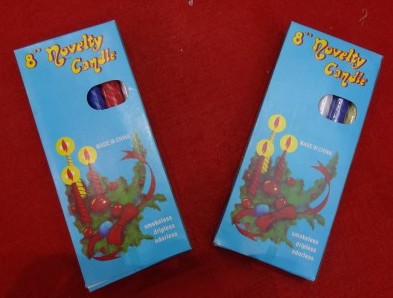 8" Novelty
Candle
MADE IN CHINA
smokeless
dripless
odorless
8" Novelty
Candle
MADE IN CHINA
smokeless
dripless
odorless